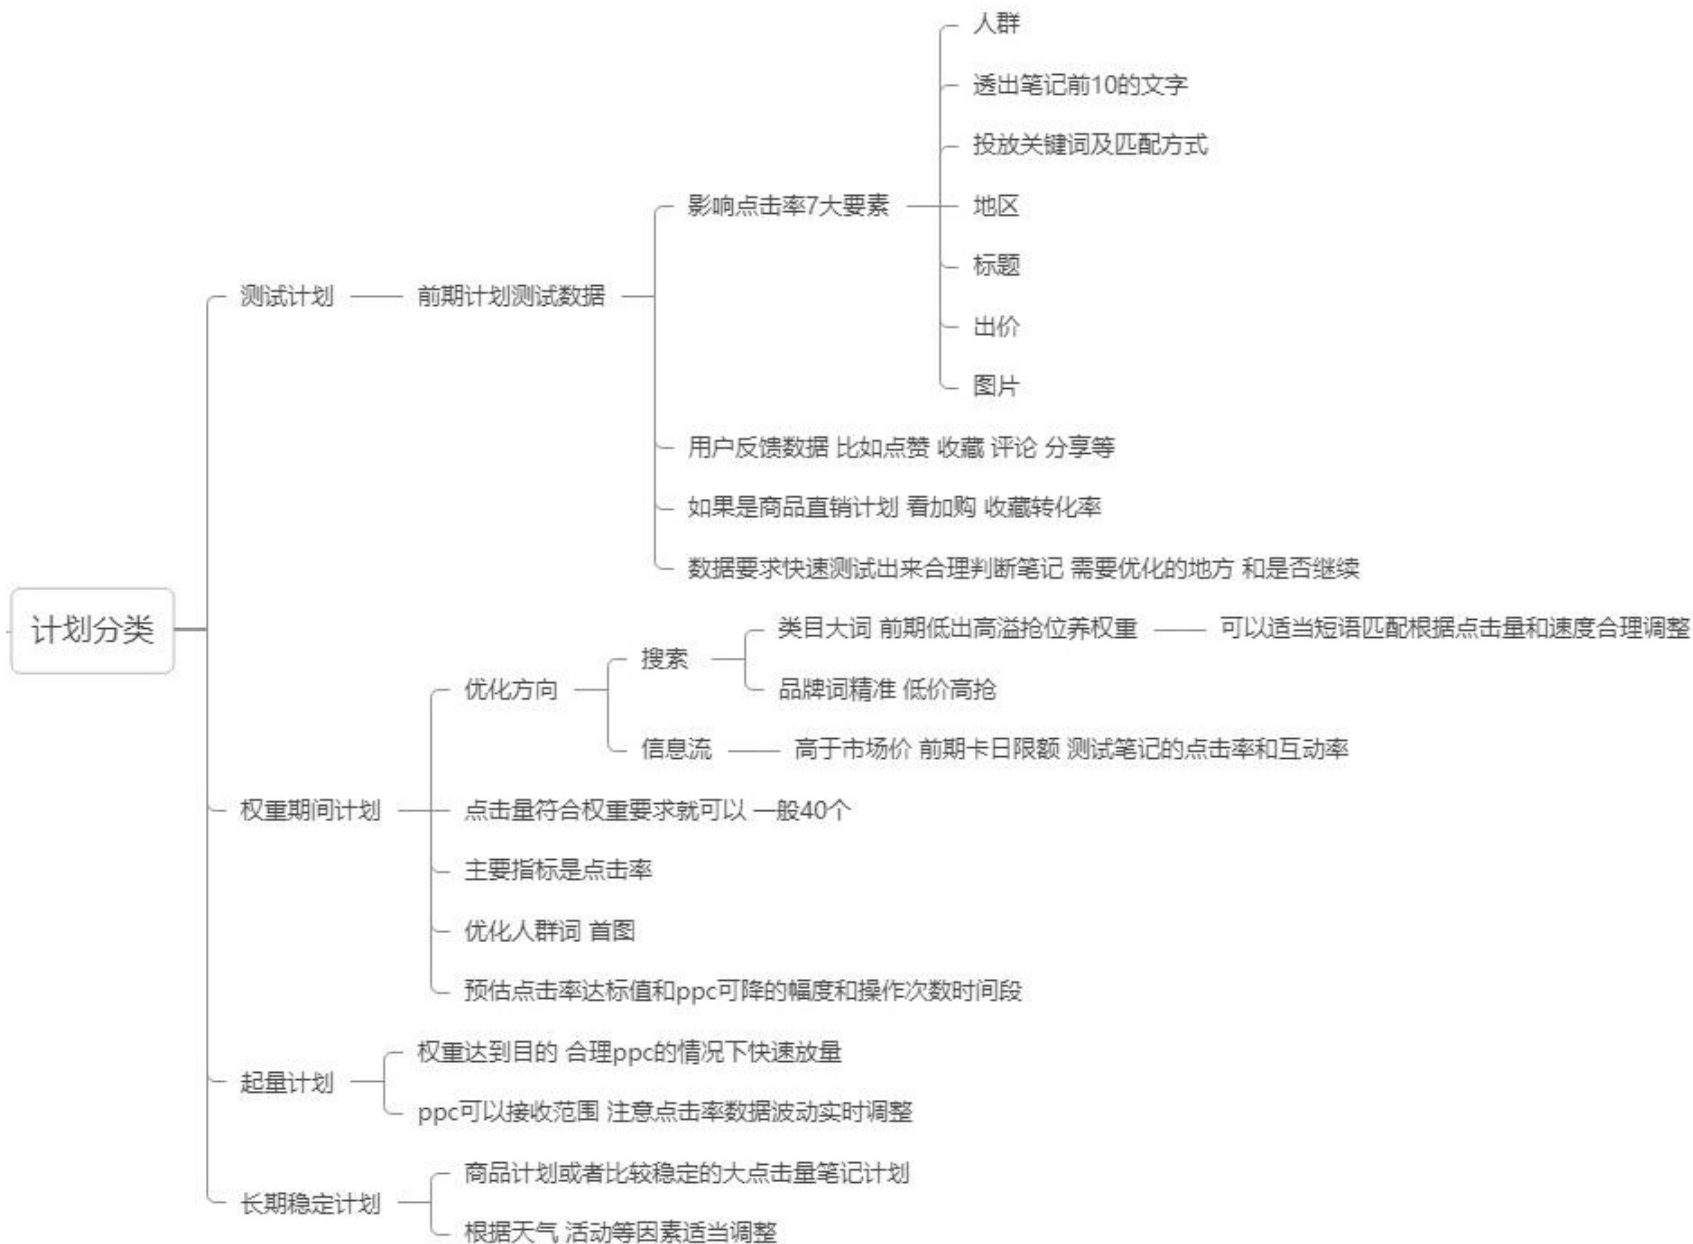 计划分类
测试计划
前期计划测试数据
影响点击率7大要素
人群
透出笔记前10的文字
投放关键词及匹配方式
地区
标题
出价
图片
用户反馈数据 比如点赞 收藏 评论 分享等
如果是商品直销计划 看加购 收藏转化率
数据要求快速测试出来合理判断笔记 需要优化的地方 和是否继续
权重期间计划
优化方向
搜索
类目大词 前期低出高溢抢位养权重
可以适当短语匹配根据点击量和速度合理调整
品牌词精准 低价高抢
信息流
高于市场价 前期卡日限额 测试笔记的点击率和互动率
点击量符合权重要求就可以 一般40个
主要指标是点击率
优化人群词 首图
预估点击率达标值和ppc可降的幅度和操作次数时间段
起量计划
权重达到目的 合理ppc的情况下快速放量
ppc可以接收范围 注意点击率数据波动实时调整
长期稳定计划
商品计划或者比较稳定的大点击量笔记计划
根据天气 活动等因素适当调整